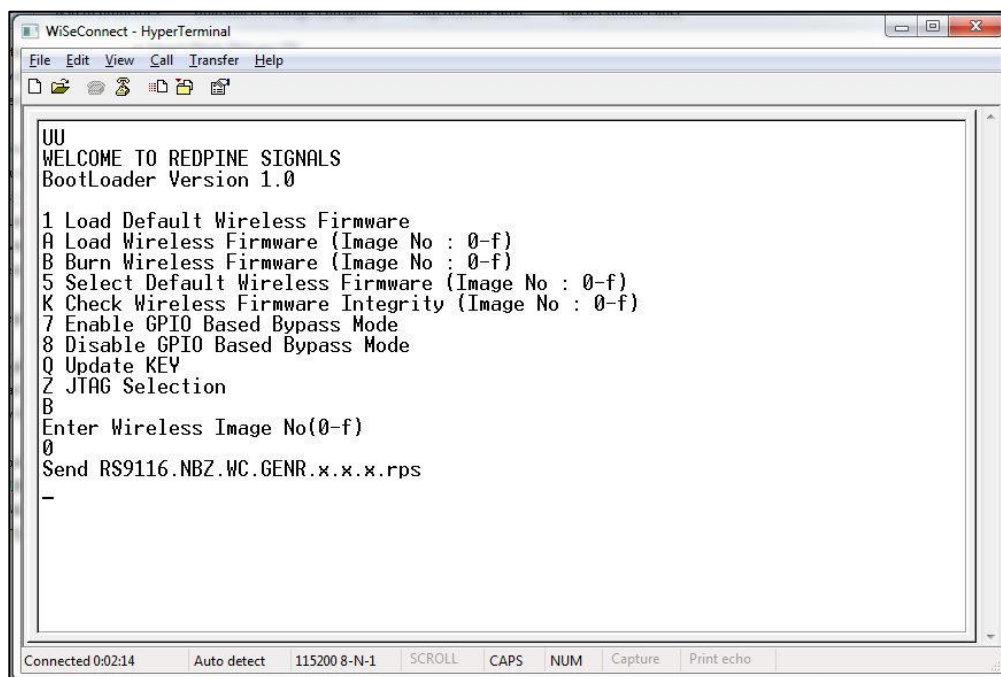 WiSeConnect - HyperTerminal
File Edit View Call Transfer Help
UU
WELCOME TO REDPINE SIGNALS
BootLoader Version 1.0
1 Load Default Wireless Firmware
A Load Wireless Firmware (Image No : 0-f)
B Burn Wireless Firmware (Image No : 0-f)
5 Select Default Wireless Firmware (Image No : 0-f)
K Check Wireless Firmware Integrity (Image No : 0-f)
7 Enable GPIO Based Bypass Mode
8 Disable GPIO Based Bypass Mode
Q Update KEY
Z JTAG Selection
B
Enter Wireless Image No(0-f)
0
Send RS9116.NBZ.WC.GENR.x.x.x.rps
_
Connected 0:02:14 Auto detect 115200 8-N-1 SCROLL CAPS NUM Capture Print echo